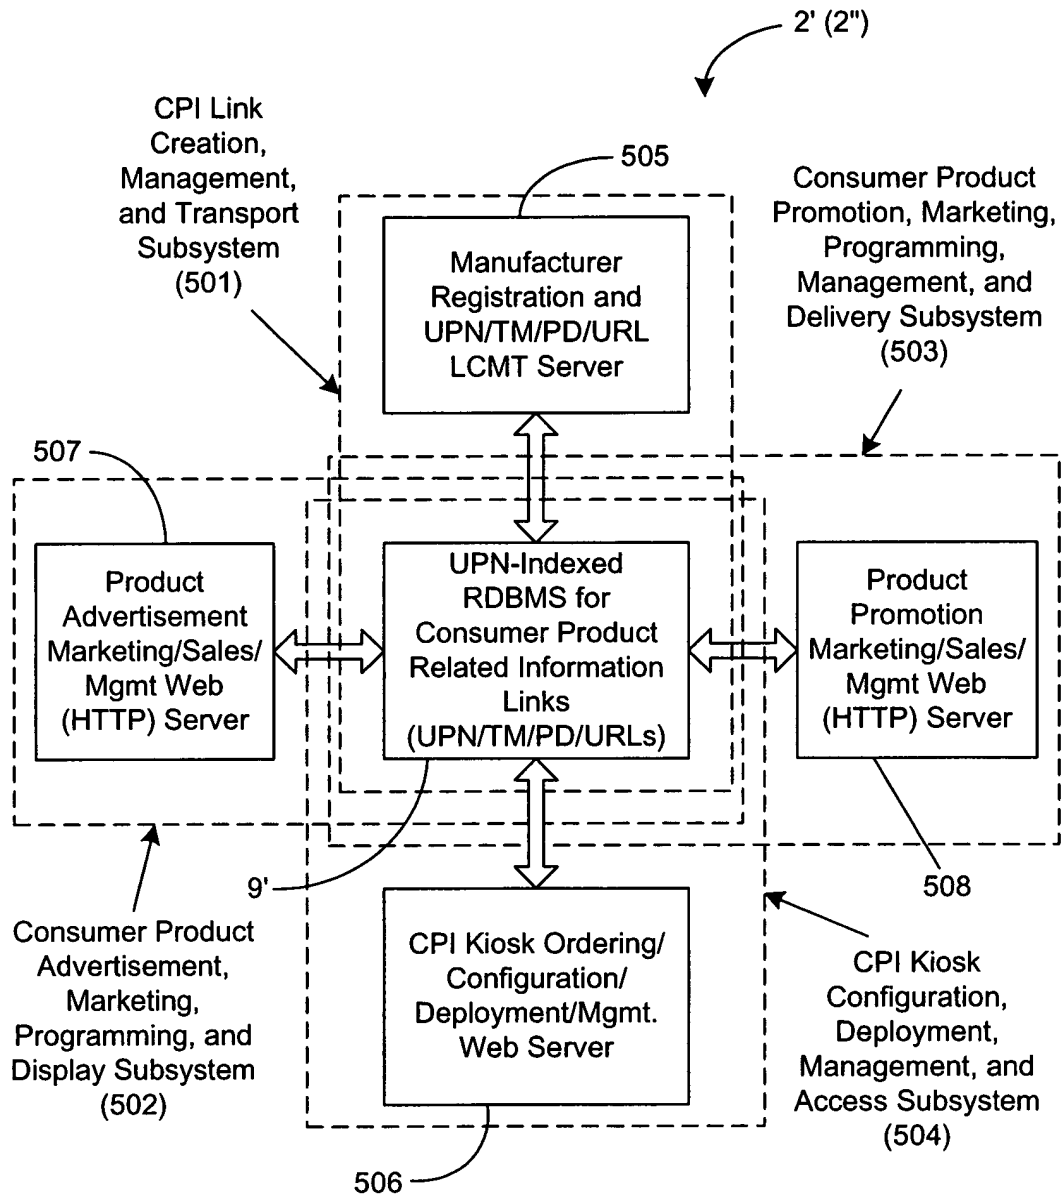 2' (2")
CPI Link
Creation,
Management,
and Transport
Subsystem
(501)
505
Consumer Product
Promotion, Marketing,
Programming,
Management, and
Delivery Subsystem
(503)
Manufacturer
Registration and
UPN/TM/PD/URL
LCMT Server
507
Product
Advertisement
Marketing/Sales/
Mgmt Web
(HTTP) Server
UPN-Indexed
RDBMS for
Consumer Product
Related Information
Links
(UPN/TM/PD/URLs)
Product
Promotion
Marketing/Sales/
Mgmt Web
(HTTP) Server
9'
508
Consumer Product
Advertisement,
Marketing,
Programming, and
Display Subsystem
(502)
CPI Kiosk Ordering/
Configuration/
Deployment/Mgmt.
Web Server
CPI Kiosk
Configuration,
Deployment,
Management, and
Access Subsystem
(504)
506